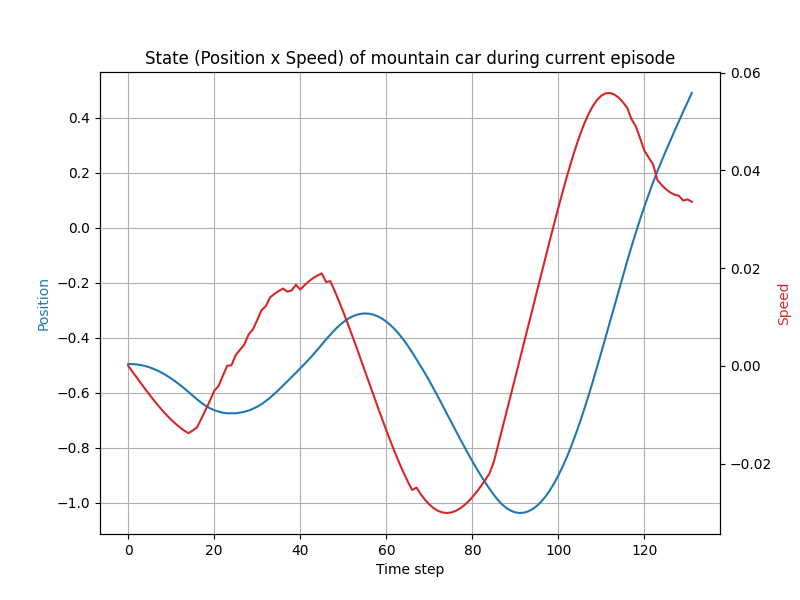 State (Position x Speed) of mountain car during current episode
0.4
0.2
0.0
−0.2
−0.4
−0.6
−0.8
−1.0
Position
0.06
0.04
0.02
0.00
−0.02
Speed
0 20 40 60 80 100 120
Time step